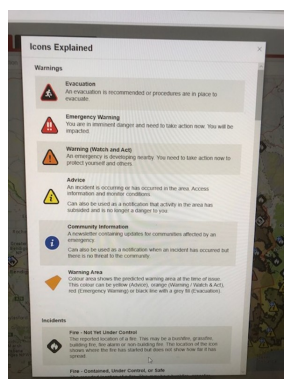 Icons Explained
Warnings
Evacuation
An evacuation is recommended or procedures are in place to
evacuate.
Emergency Warning
You are in imminent danger and need to take action now. You will be
impacted.
Warning (Watch and Act)
An emergency is developing nearby. You need to take action now to
protect yourself and others.
Advice
An incident is occurring or has occurred in the area. Access
information and monitor conditions.
Can also be used as a notification that activity in the area has
subsided and is no longer a danger to you.
Community Information
A newsletter containing updates for communities affected by an
emergency.
Can also be used as a notification when an incident has occurred but
there is no threat to the community.
Warning Area
Colour area shows the predicted warning area at the time of issue.
This colour can be yellow (Advice), orange (Warning / Watch & Act),
red (Emergency Warning) or black line with a grey fill (Evacuation).
Incidents
Fire - Not Yet Under Control
The reported location of a fire. This may be a bushfire, grassfire,
building fire, fire alarm or non-building fire. The location of the icon
shows where the fire has started but does not show how far it has
spread.
Fire - Contained, Under Control, or Safe